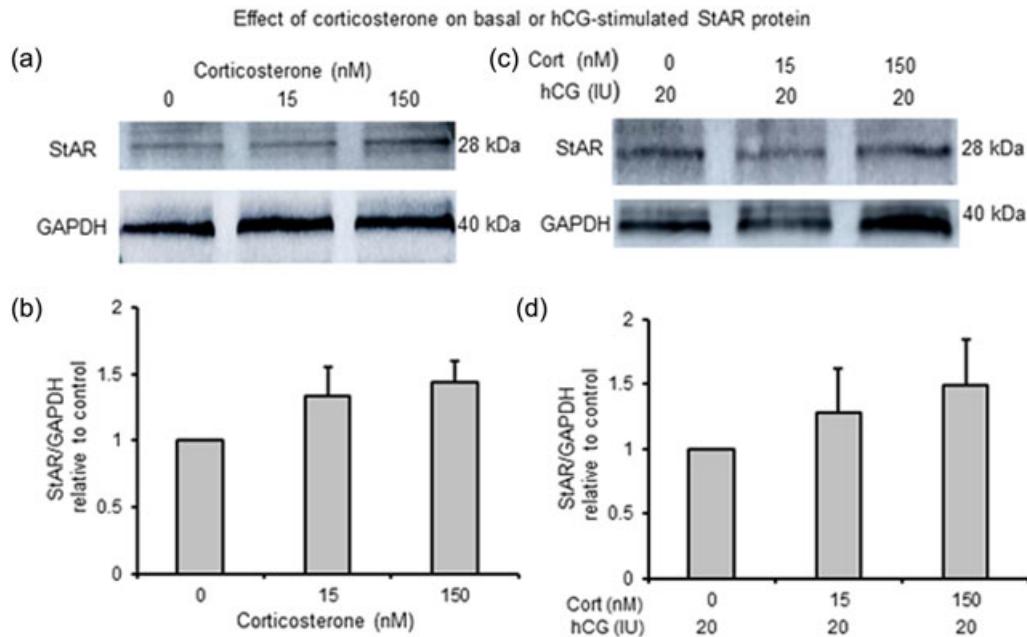 Effect of corticosterone on basal or hCG-stimulated StAR protein
(a)
Corticosterone (nM)
0 15 150
StAR 28 kDa
GAPDH 40 kDa
(c)
Cort (nM) 0 15 150
hCG (IU) 20 20 20
StAR 28 kDa
GAPDH 40 kDa
(b)
StAR/GAPDH
relative to control
2
1.5
1
0.5
0
0 15 150
Corticosterone (nM)
(d)
StAR/GAPDH
relative to control
2
1.5
1
0.5
0
Cort (nM) 0 15 150
hCG (IU) 20 20 20